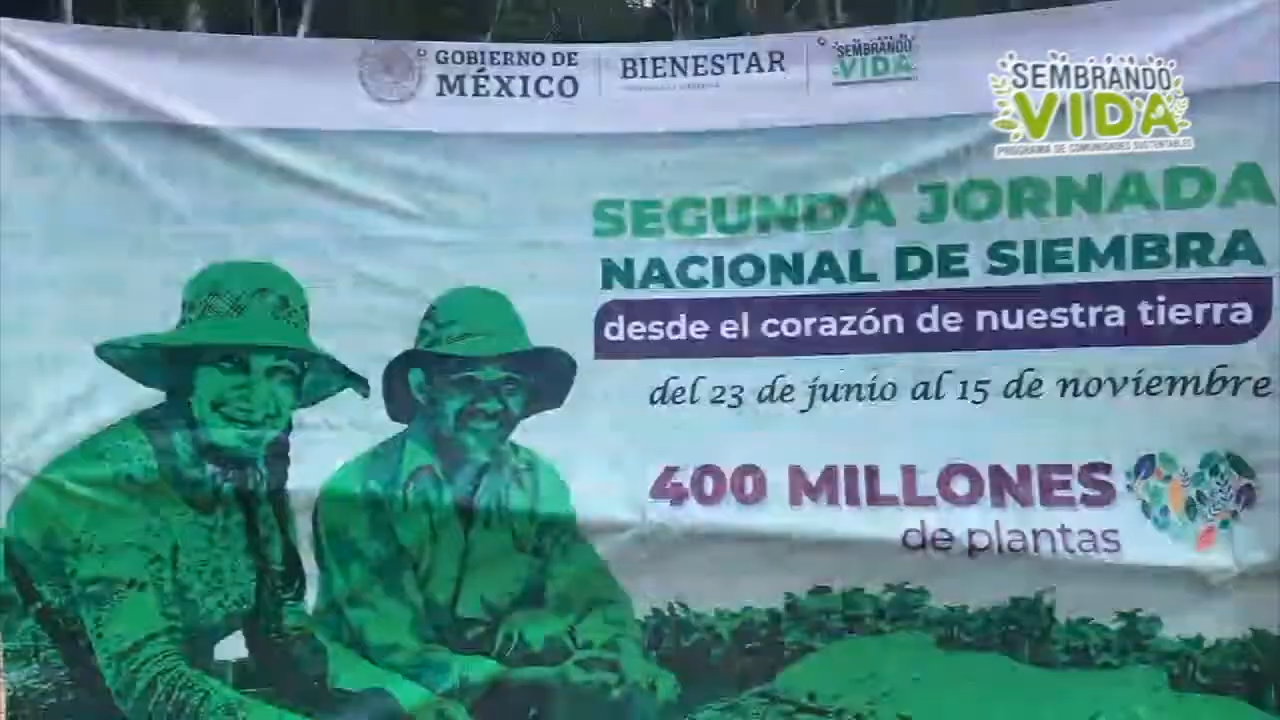 GOBIERNO DE
MÉXICO
BIENESTAR
SEMBRANDO
VIDA
SEMBRANDO
VIDA
PROGRAMA DE COMUNIDADES SUSTENTABLES
SEGUNDA JORNADA
NACIONAL DE SIEMBRA
desde el corazón de nuestra tierra
del 23 de junio al 15 de noviembre
400 MILLONES
de plantas